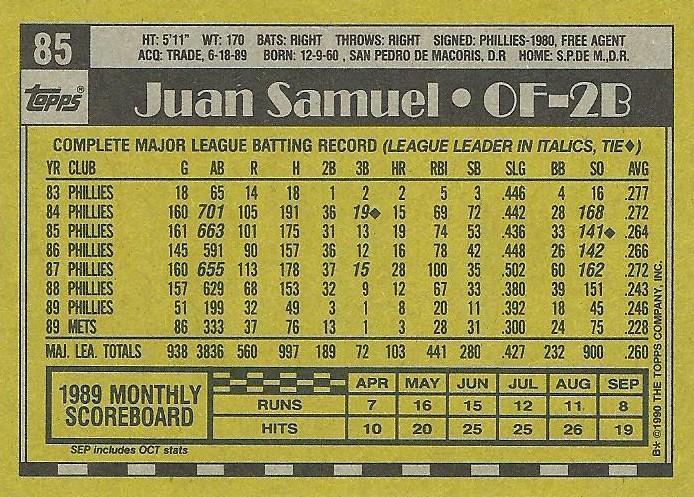 85
HT: 5'11" WT: 170 BATS: RIGHT THROWS: RIGHT SIGNED: PHILLIES-1980, FREE AGENT
ACQ: TRADE, 6-18-89 BORN: 12-9-60 , SAN PEDRO DE MACORIS, D.R HOME: S.P.DE M.,D.R.
Topps®
Juan Samuel • OF-2B
COMPLETE MAJOR LEAGUE BATTING RECORD (LEAGUE LEADER IN ITALICS, TIE♦)
YR CLUB G AB R H 2B 3B HR RBI SB SLG BB SO AVG
83 PHILLIES 18 65 14 18 1 2 2 5 3 .446 4 16 .277
84 PHILLIES 160 701 105 191 36 19♦ 15 69 72 .442 28 168 .272
85 PHILLIES 161 663 101 175 31 13 19 74 53 .436 33 141♦ .264
86 PHILLIES 145 591 90 157 36 12 16 78 42 .448 26 142 .266
87 PHILLIES 160 655 113 178 37 15 28 100 35 .502 60 162 .272
88 PHILLIES 157 629 68 153 32 9 12 67 33 .380 39 151 .243
89 PHILLIES 51 199 32 49 3 1 8 20 11 .392 18 45 .246
89 METS 86 333 37 76 13 1 3 28 31 .300 24 75 .228
MAJ. LEA. TOTALS 938 3836 560 997 189 72 103 441 280 .427 232 900 .260
1989 MONTHLY SCOREBOARD
APR MAY JUN JUL AUG SEP
RUNS 7 16 15 12 11 8
HITS 10 20 25 25 26 19
SEP includes OCT stats
B* ©1990 THE TOPPS COMPANY, INC.